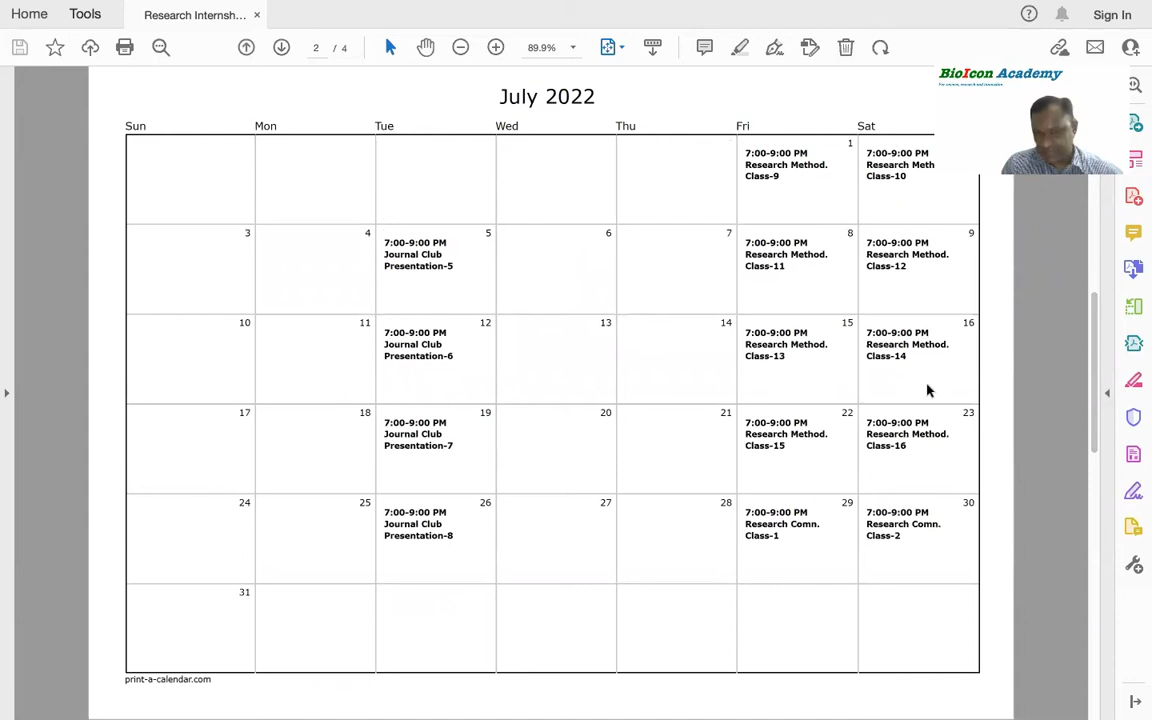 Home
Tools
Research Internsh...
×
Sign In
2 / 4
89.9%
BioIcon Academy
July 2022
Sun
Mon
Tue
Wed
Thu
Fri
Sat
1
7:00-9:00 PM
Research Method.
Class-9
7:00-9:00 PM
Research Meth
Class-10
3
4
5
7:00-9:00 PM
Journal Club
Presentation-5
6
7
8
7:00-9:00 PM
Research Method.
Class-11
9
7:00-9:00 PM
Research Method.
Class-12
10
11
12
7:00-9:00 PM
Journal Club
Presentation-6
13
14
15
7:00-9:00 PM
Research Method.
Class-13
16
7:00-9:00 PM
Research Method.
Class-14
17
18
19
7:00-9:00 PM
Journal Club
Presentation-7
20
21
22
7:00-9:00 PM
Research Method.
Class-15
23
7:00-9:00 PM
Research Method.
Class-16
24
25
26
7:00-9:00 PM
Journal Club
Presentation-8
27
28
29
7:00-9:00 PM
Research Comn.
Class-1
30
7:00-9:00 PM
Research Comn.
Class-2
31
print-a-calendar.com